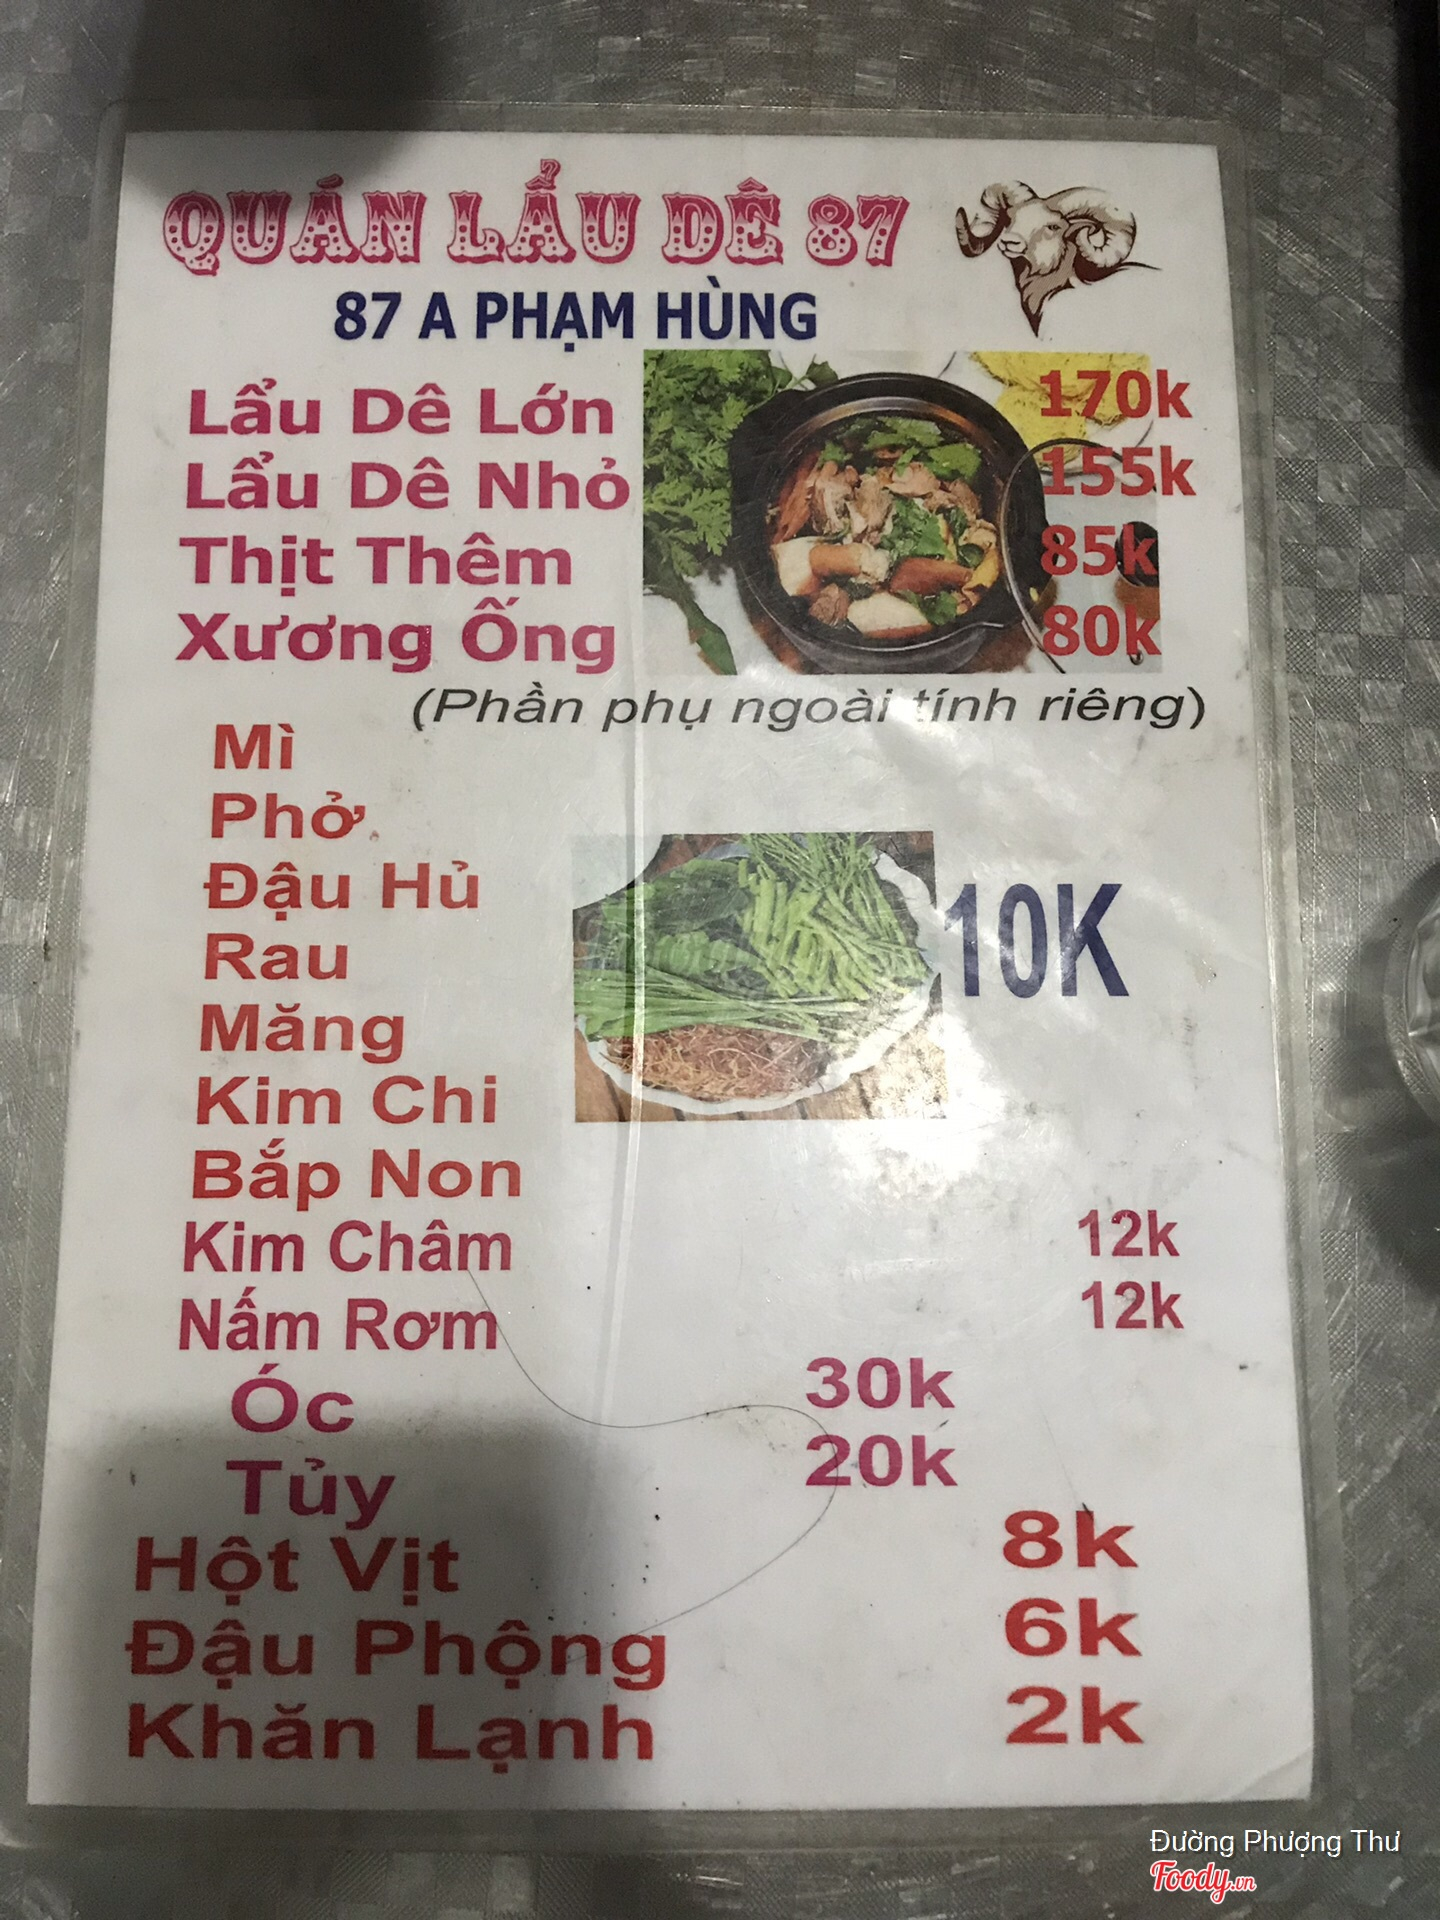 QUÁN LẨU DÊ 87
87 A PHẠM HÙNG
Lẩu Dê Lớn 170k
Lẩu Dê Nhỏ 155k
Thịt Thêm 85k
Xương Ống 80k
(Phần phụ ngoài tính riêng)
Mì
Phở
Đậu Hủ
Rau 10K
Măng
Kim Chi
Bắp Non
Kim Châm 12k
Nấm Rơm 12k
Óc 30k
Tủy 20k
Hột Vịt 8k
Đậu Phộng 6k
Khăn Lạnh 2k
Đường Phượng Thư
Foody.vn